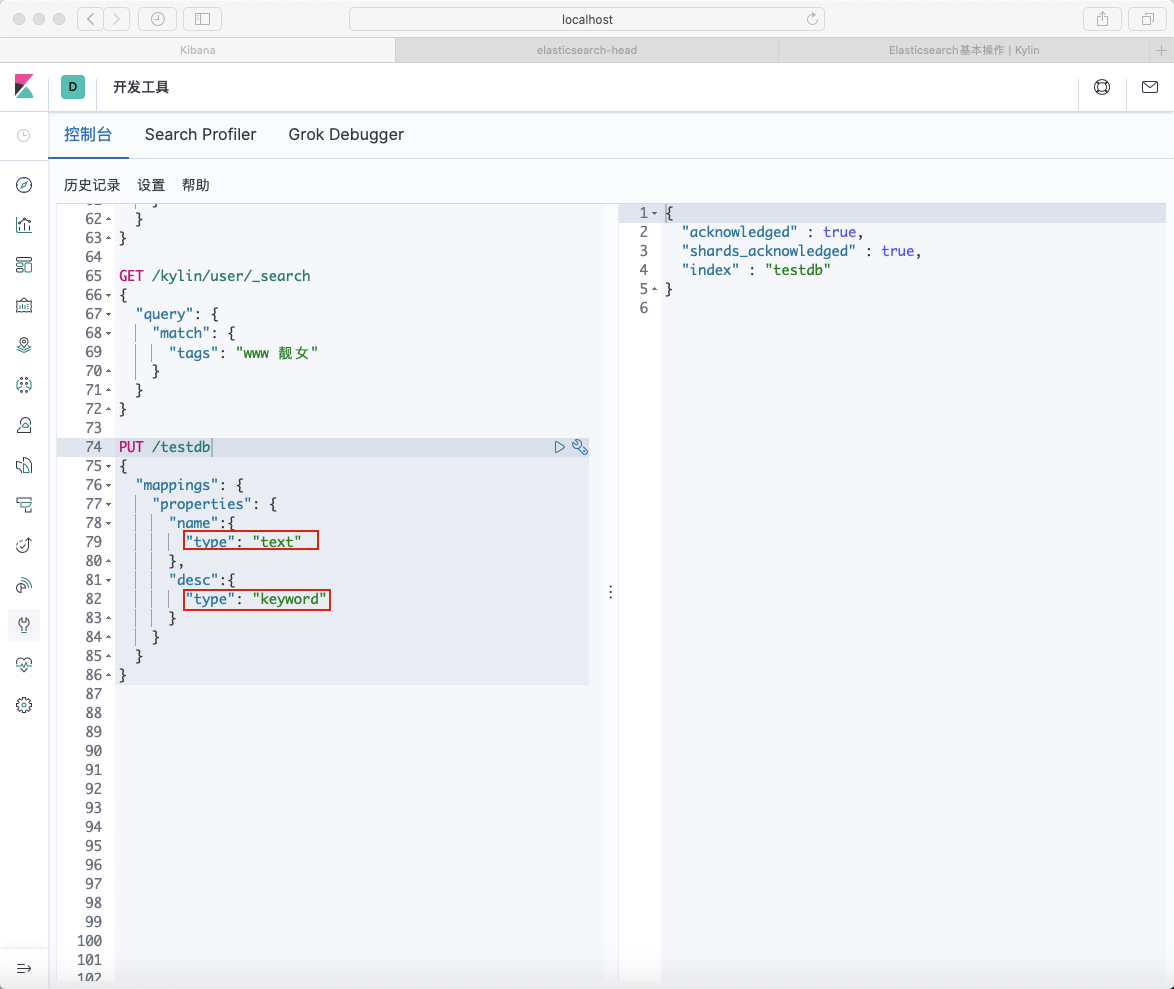 localhost
Kibana
elasticsearch-head
Elasticsearch基本操作 | Kylin
D
开发工具
控制台
Search Profiler
Grok Debugger
历史记录
设置
帮助
62 }
63 }
64
65 GET /kylin/user/_search
66 {
67 "query": {
68 "match": {
69 "tags": "www 靓女"
70 }
71 }
72 }
73
74 PUT /testdb
75 {
76 "mappings": {
77 "properties": {
78 "name":{
79 "type": "text"
80 },
81 "desc":{
82 "type": "keyword"
83 }
84 }
85 }
86 }
87
88
89
90
91
92
93
94
95
96
97
98
99
100
101
102
1 {
2 "acknowledged" : true,
3 "shards_acknowledged" : true,
4 "index" : "testdb"
5 }
6